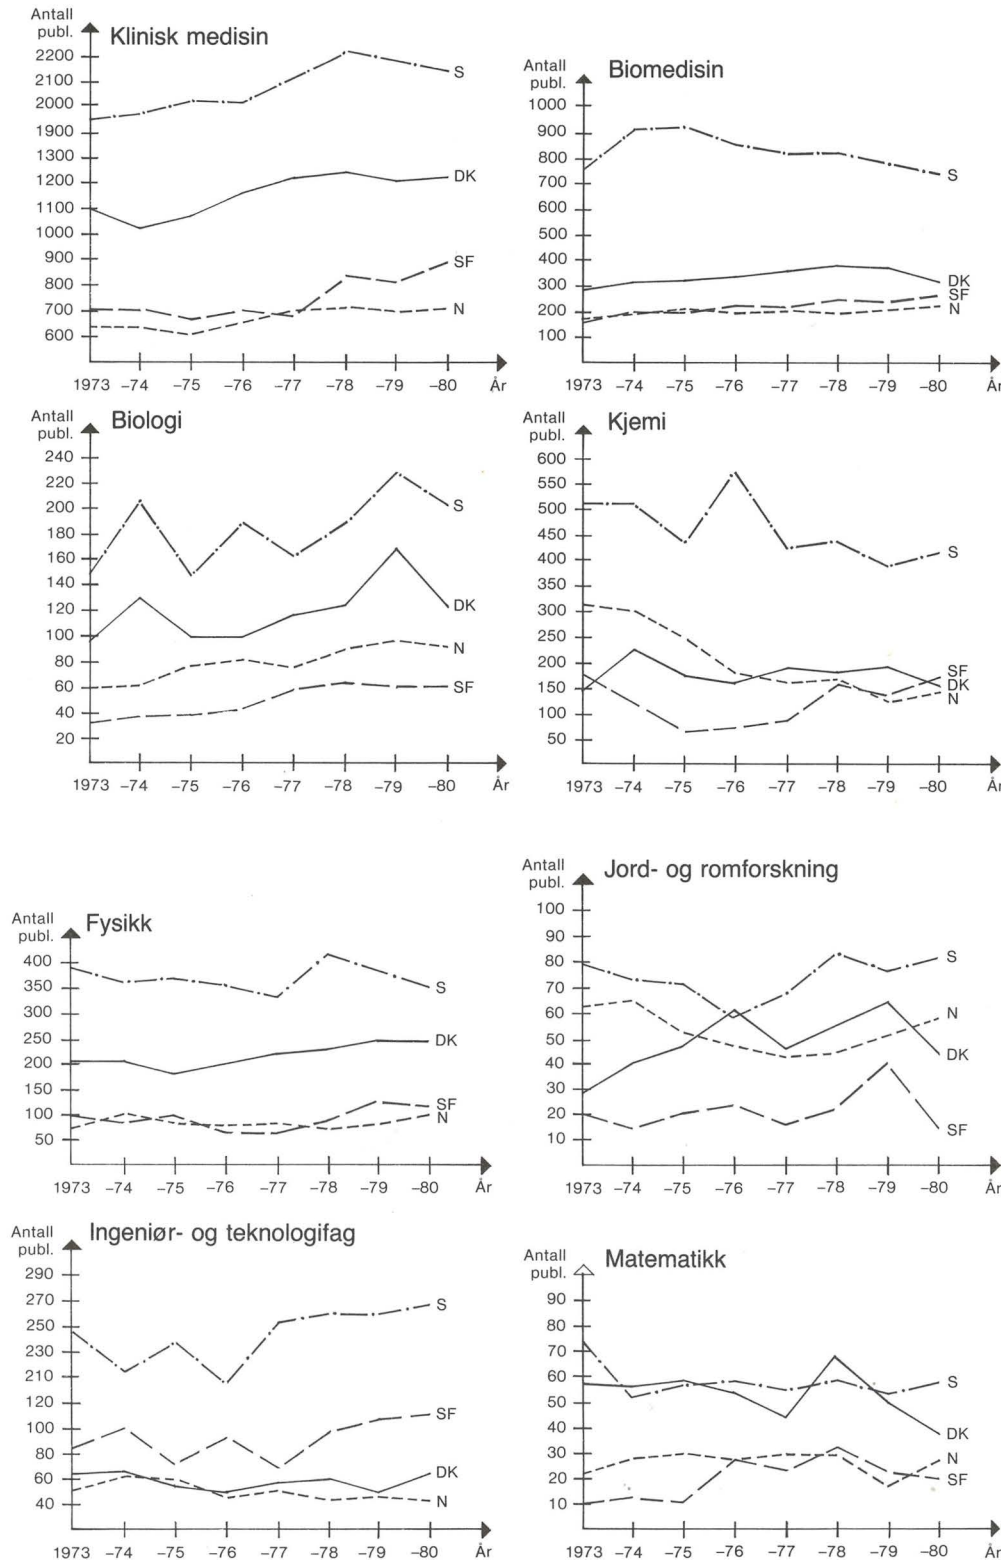 Antall
publ.
Klinisk medisin
2200
2100
2000
1900
1300
1200
1100
1000
900
800
700
600
S
DK
SF
N
1973 –74 –75 –76 –77 –78 –79 –80 År
Antall
publ.
Biomedisin
1000
900
800
700
600
500
400
300
200
100
S
DK
SF
N
1973 –74 –75 –76 –77 –78 –79 –80 År
Antall
publ.
Biologi
240
220
200
180
160
140
120
100
80
60
40
20
S
DK
N
SF
1973 –74 –75 –76 –77 –78 –79 –80 År
Antall
publ.
Kjemi
600
550
500
450
400
350
300
250
200
150
100
50
S
SF
DK
N
1973 –74 –75 –76 –77 –78 –79 –80 År
Antall
publ.
Fysikk
400
350
300
250
200
150
100
50
S
DK
SF
N
1973 –74 –75 –76 –77 –78 –79 –80 År
Antall
publ.
Jord- og romforskning
100
90
80
70
60
50
40
30
20
10
S
N
DK
SF
1973 –74 –75 –76 –77 –78 –79 –80 År
Antall
publ.
Ingeniør- og teknologifag
290
270
250
230
210
120
100
80
60
40
S
SF
DK
N
1973 –74 –75 –76 –77 –78 –79 –80 År
Antall
publ.
Matematikk
90
80
70
60
50
40
30
20
10
S
DK
N
SF
1973 –74 –75 –76 –77 –78 –79 –80 År